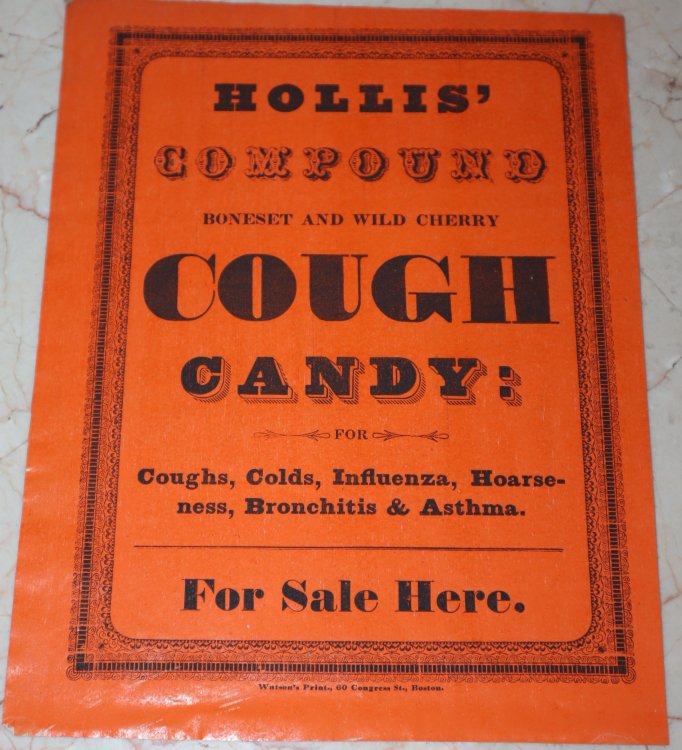 HOLLIS'
COMPOUND
BONESET AND WILD CHERRY
COUGH
CANDY:
FOR
Coughs, Colds, Influenza, Hoarse-
ness, Bronchitis & Asthma.
For Sale Here.
Watson's Print., 60 Congress St., Boston.